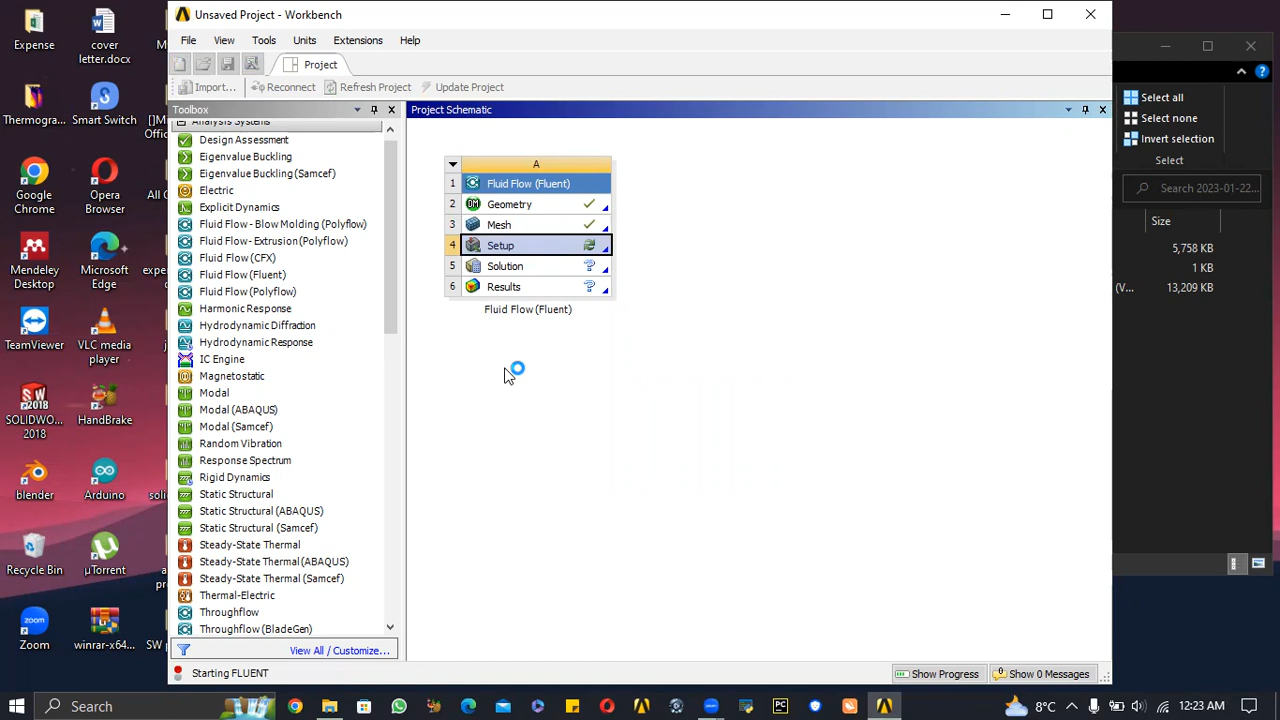 Expense
cover
letter.docx
Thermogra...
Smart Switch
Google
Chrome
Opera
Browser
Mendeley
Desktop
Microsoft
Edge
TeamViewer
VLC media
player
SOLIDWO...
2018
HandBrake
blender
Arduino
Recycle Bin
µTorrent
Zoom
winrar-x64...
Unsaved Project - Workbench
File
View
Tools
Units
Extensions
Help
Project
Import...
Reconnect
Refresh Project
Update Project
Toolbox
Analysis Systems
Design Assessment
Eigenvalue Buckling
Eigenvalue Buckling (Samcef)
Electric
Explicit Dynamics
Fluid Flow - Blow Molding (Polyflow)
Fluid Flow - Extrusion (Polyflow)
Fluid Flow (CFX)
Fluid Flow (Fluent)
Fluid Flow (Polyflow)
Harmonic Response
Hydrodynamic Diffraction
Hydrodynamic Response
IC Engine
Magnetostatic
Modal
Modal (ABAQUS)
Modal (Samcef)
Random Vibration
Response Spectrum
Rigid Dynamics
Static Structural
Static Structural (ABAQUS)
Static Structural (Samcef)
Steady-State Thermal
Steady-State Thermal (ABAQUS)
Steady-State Thermal (Samcef)
Thermal-Electric
Throughflow
Throughflow (BladeGen)
View All / Customize...
Project Schematic
A
1 Fluid Flow (Fluent)
2 DM Geometry
3 Mesh
4 Setup
5 Solution ?
6 Results ?
Fluid Flow (Fluent)
Starting FLUENT
Show Progress
Show 0 Messages
Select all
Select none
Invert selection
Select
Search 2023-01-22...
Size
5,758 KB
1 KB
(V...
13,209 KB
Search
8°C
12:23 AM